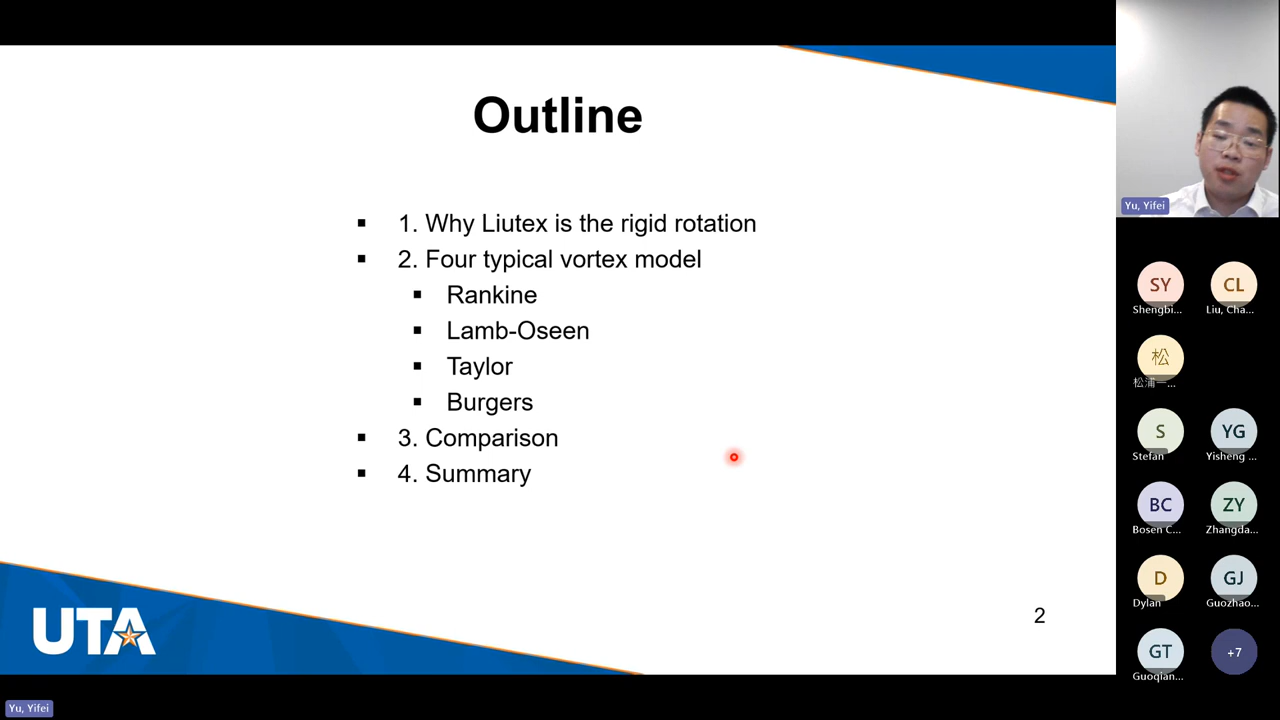 Outline
▪ 1. Why Liutex is the rigid rotation
▪ 2. Four typical vortex model
▪ Rankine
▪ Lamb-Oseen
▪ Taylor
▪ Burgers
▪ 3. Comparison
▪ 4. Summary
2
UTA
Yu, Yifei
Yu, Yifei
SY CL
Shengbi... Liu, Cha...
松
松浦一...
S YG
Stefan Yisheng ...
BC ZY
Bosen C... Zhangda...
D GJ
Dylan Guozhao...
GT +7
Guoqian...